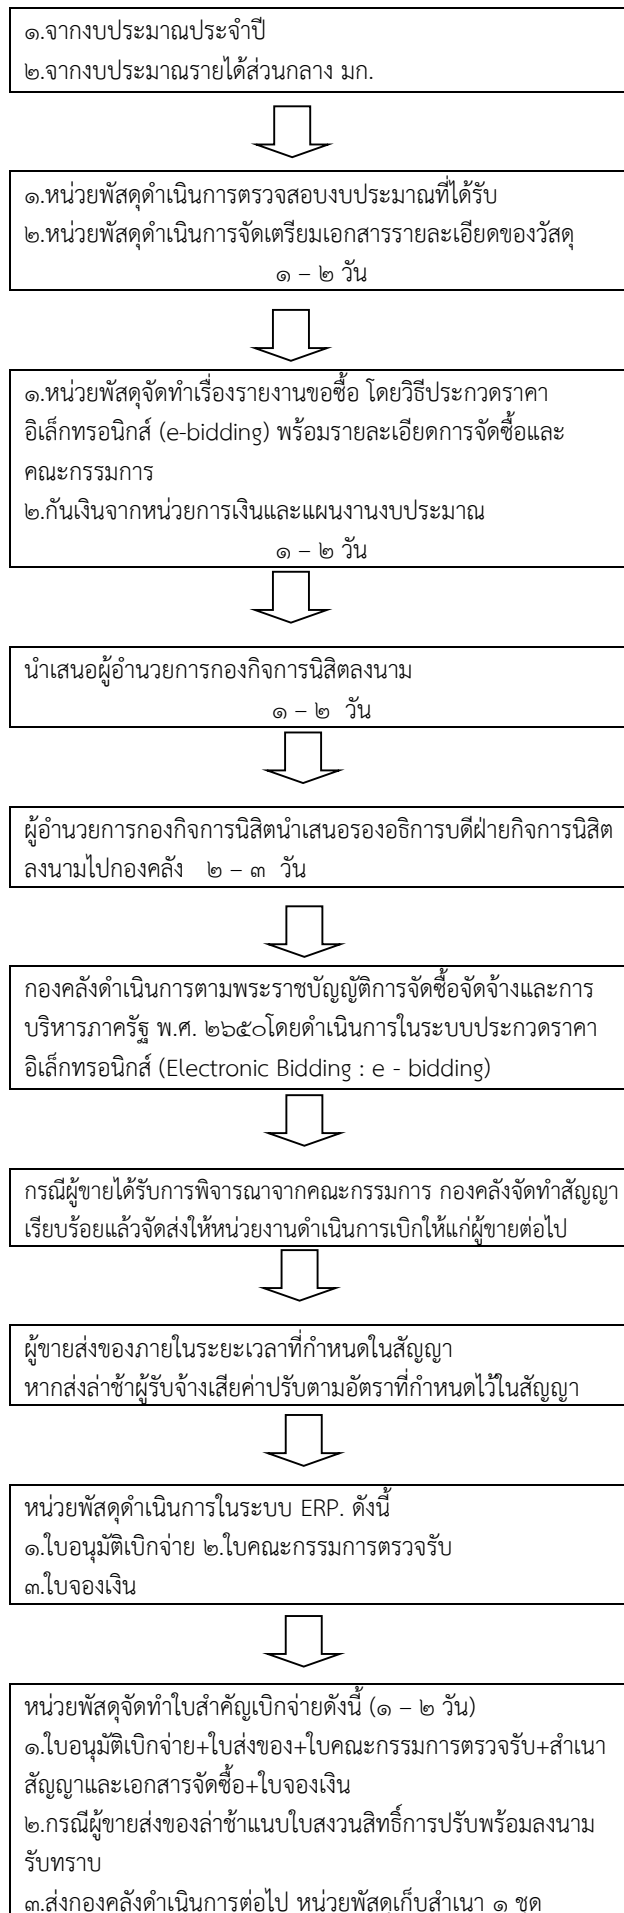 ๑.จากงบประมาณประจำปี
๒.จากงบประมาณรายได้ส่วนกลาง มก.
๑.หน่วยพัสดุดำเนินการตรวจสอบงบประมาณที่ได้รับ
๒.หน่วยพัสดุดำเนินการจัดเตรียมเอกสารรายละเอียดของวัสดุ
๑ – ๒ วัน
๑.หน่วยพัสดุจัดทำเรื่องรายงานขอซื้อ โดยวิธีประกวดราคา
อิเล็กทรอนิกส์ (e-bidding) พร้อมรายละเอียดการจัดซื้อและ
คณะกรรมการ
๒.กันเงินจากหน่วยการเงินและแผนงานงบประมาณ
๑ – ๒ วัน
นำเสนอผู้อำนวยการกองกิจการนิสิตลงนาม
๑ – ๒ วัน
ผู้อำนวยการกองกิจการนิสิตนำเสนอรองอธิการบดีฝ่ายกิจการนิสิต
ลงนามไปกองคลัง ๒ – ๓ วัน
กองคลังดำเนินการตามพระราชบัญญัติการจัดซื้อจัดจ้างและการ
บริหารภาครัฐ พ.ศ. ๒๖๕๐โดยดำเนินการในระบบประกวดราคา
อิเล็กทรอนิกส์ (Electronic Bidding : e - bidding)
กรณีผู้ขายได้รับการพิจารณาจากคณะกรรมการ กองคลังจัดทำสัญญา
เรียบร้อยแล้วจัดส่งให้หน่วยงานดำเนินการเบิกให้แก่ผู้ขายต่อไป
ผู้ขายส่งของภายในระยะเวลาที่กำหนดในสัญญา
หากส่งล่าช้าผู้รับจ้างเสียค่าปรับตามอัตราที่กำหนดไว้ในสัญญา
หน่วยพัสดุดำเนินการในระบบ ERP. ดังนี้
๑.ใบอนุมัติเบิกจ่าย ๒.ใบคณะกรรมการตรวจรับ
๓.ใบจองเงิน
หน่วยพัสดุจัดทำใบสำคัญเบิกจ่ายดังนี้ (๑ – ๒ วัน)
๑.ใบอนุมัติเบิกจ่าย+ใบส่งของ+ใบคณะกรรมการตรวจรับ+สำเนา
สัญญาและเอกสารจัดซื้อ+ใบจองเงิน
๒.กรณีผู้ขายส่งของล่าช้าแนบใบสงวนสิทธิ์การปรับพร้อมลงนาม
รับทราบ
๓.ส่งกองคลังดำเนินการต่อไป หน่วยพัสดุเก็บสำเนา ๑ ชุด